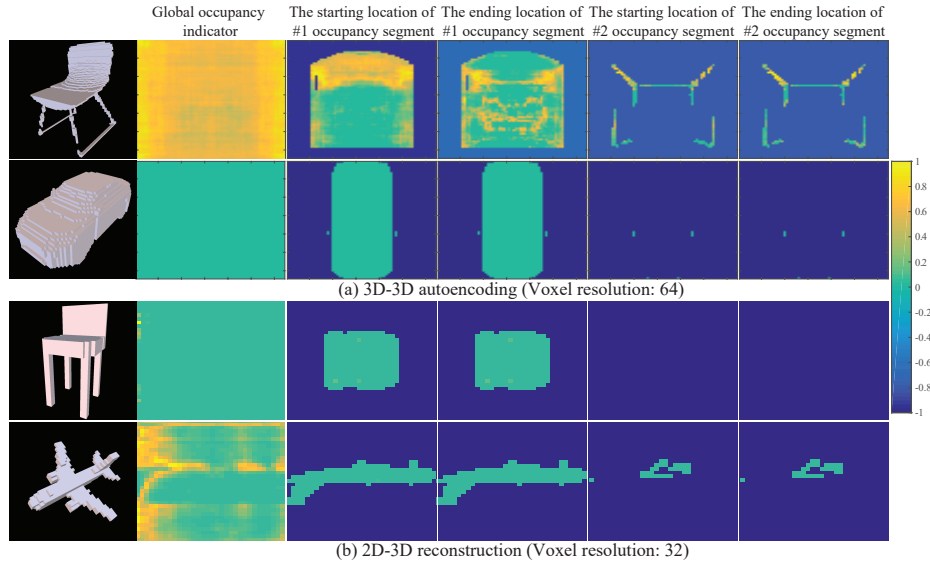 Global occupancy
indicator
The starting location of
#1 occupancy segment
The ending location of
#1 occupancy segment
The starting location of
#2 occupancy segment
The ending location of
#2 occupancy segment
1
0.8
0.6
0.4
0.2
0
-0.2
-0.4
-0.6
-0.8
-1
(a) 3D-3D autoencoding (Voxel resolution: 64)
(b) 2D-3D reconstruction (Voxel resolution: 32)